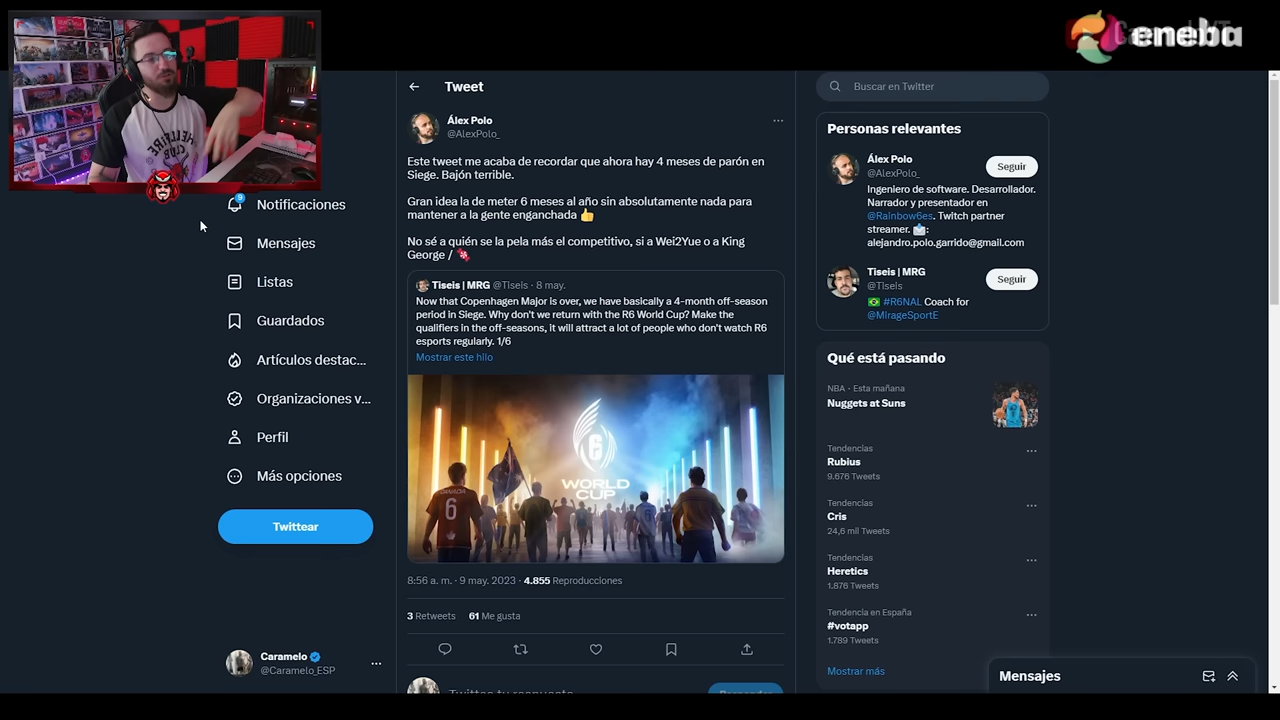 eneba
HELLFIRE
CLUB
Notificaciones
9
Mensajes
Listas
Guardados
Artículos destac...
Organizaciones v...
Perfil
Más opciones
Twittear
Caramelo
@Caramelo_ESP
Tweet
Álex Polo
@AlexPolo_
Este tweet me acaba de recordar que ahora hay 4 meses de parón en
Siege. Bajón terrible.
Gran idea la de meter 6 meses al año sin absolutamente nada para
mantener a la gente enganchada 👍
No sé a quién se la pela más el competitivo, si a Wei2Yue o a King
George / 🧨
Tiseis | MRG @TIseis · 8 may.
Now that Copenhagen Major is over, we have basically a 4-month off-season
period in Siege. Why don't we return with the R6 World Cup? Make the
qualifiers in the off-seasons, it will attract a lot of people who don't watch R6
esports regularly. 1/6
Mostrar este hilo
6
WORLD
CUP
CANADA
6
8:56 a. m. · 9 may. 2023 · 4.855 Reproducciones
3 Retweets 61 Me gusta
Twittea tu respuesta
Responder
Buscar en Twitter
Personas relevantes
Álex Polo
@AlexPolo_
Seguir
Ingeniero de software. Desarrollador.
Narrador y presentador en
@Rainbow6es. Twitch partner
streamer. 📩:
alejandro.polo.garrido@gmail.com
Tiseis | MRG
@TIseis
Seguir
🇧🇷 #R6NAL Coach for
@MIrageSportE
Qué está pasando
NBA · Esta mañana
Nuggets at Suns
Tendencias
Rubius
9.676 Tweets
Tendencias
Cris
24,6 mil Tweets
Tendencias
Heretics
1.876 Tweets
Tendencia en España
#votapp
1.789 Tweets
Mostrar más
Mensajes